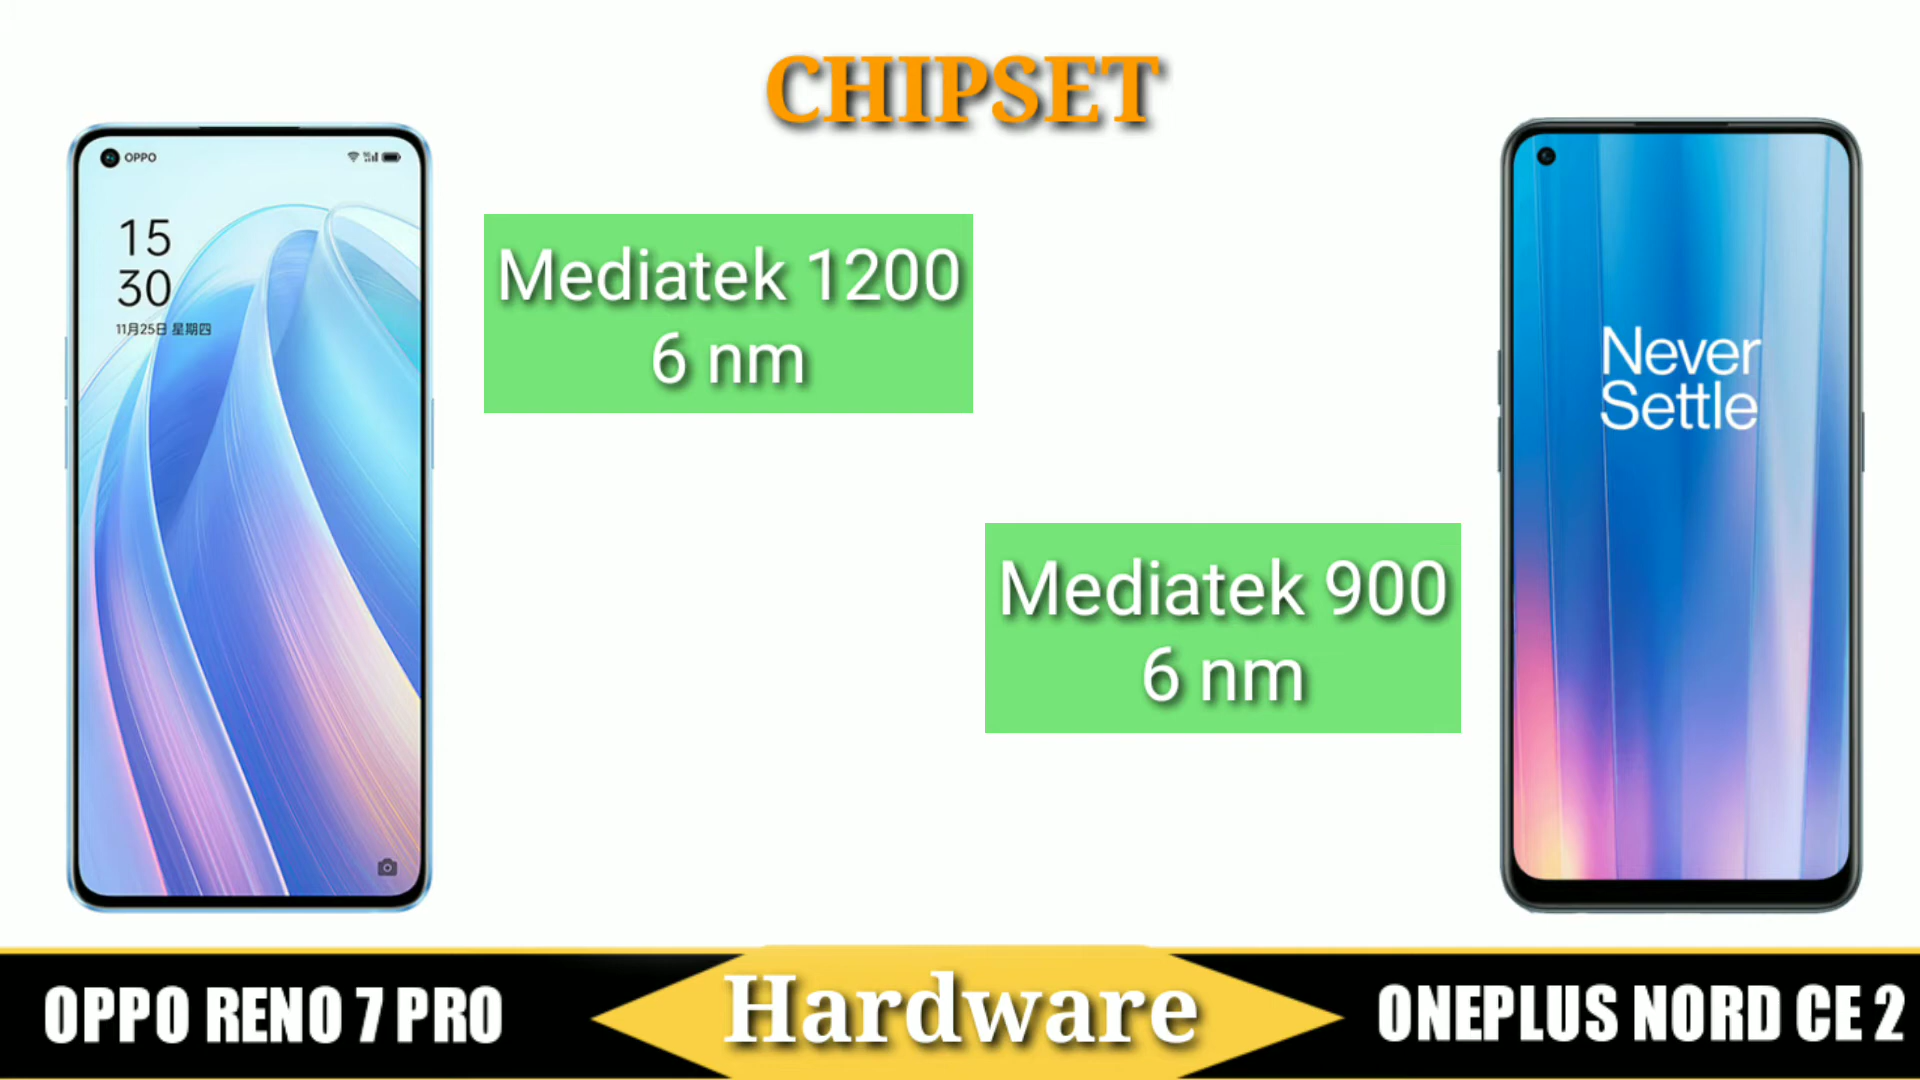 CHIPSET
OPPO
15
30
11月25日 星期四
Mediatek 1200
6 nm
Never
Settle
Mediatek 900
6 nm
OPPO RENO 7 PRO
Hardware
ONEPLUS NORD CE 2